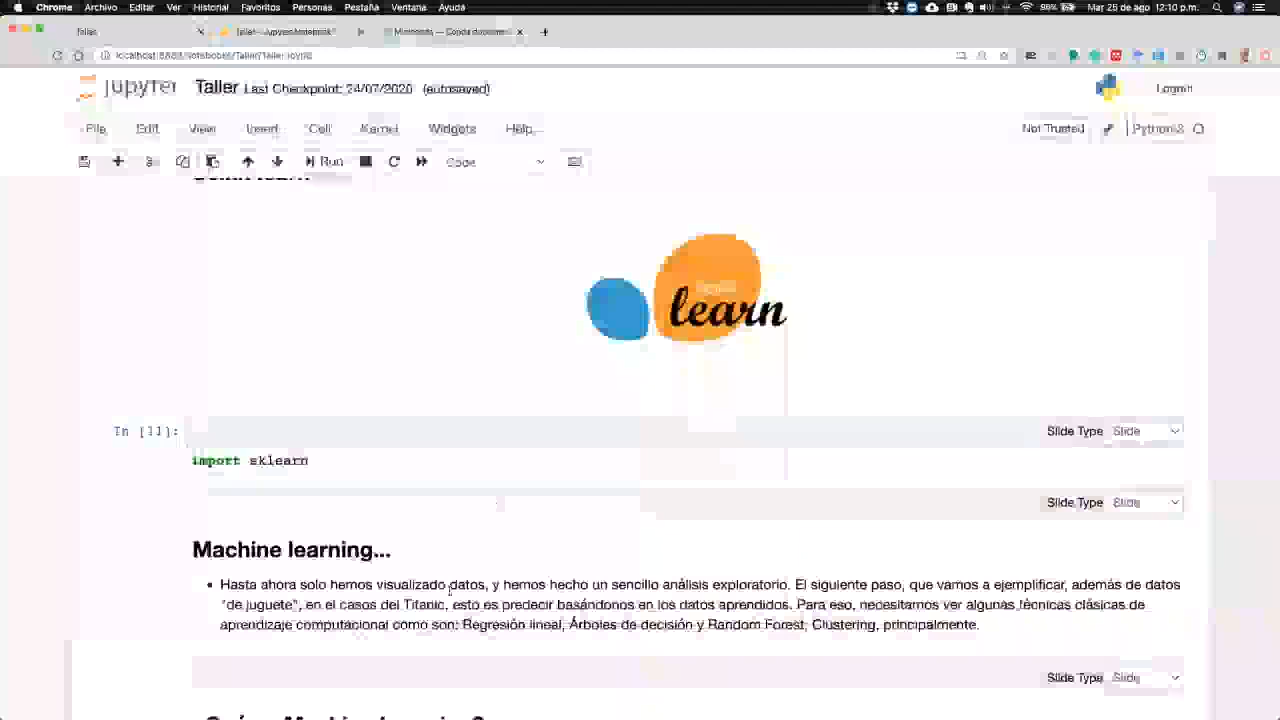 Chrome Archivo Editar Ver Historial Favoritos Personas Pestaña Ventana Ayuda
98% Mar 25 de ago 12:10 p.m.
jupyter Taller Last Checkpoint: 24/07/2020 (autosaved)
Logout
File Edit View Insert Cell Kernel Widgets Help
Not Trusted Python 3
Run Code
learn
In [11]:
Slide Type Slide
import sklearn
Slide Type Slide
Machine learning...
• Hasta ahora solo hemos visualizado datos, y hemos hecho un sencillo análisis exploratorio. El siguiente paso, que vamos a ejemplificar, además de datos
"de juguete", en el casos del Titanic, esto es predecir basándonos en los datos aprendidos. Para eso, necesitamos ver algunas técnicas clásicas de
aprendizaje computacional como son: Regresión lineal, Árboles de decisión y Random Forest, Clustering, principalmente.
Slide Type Slide